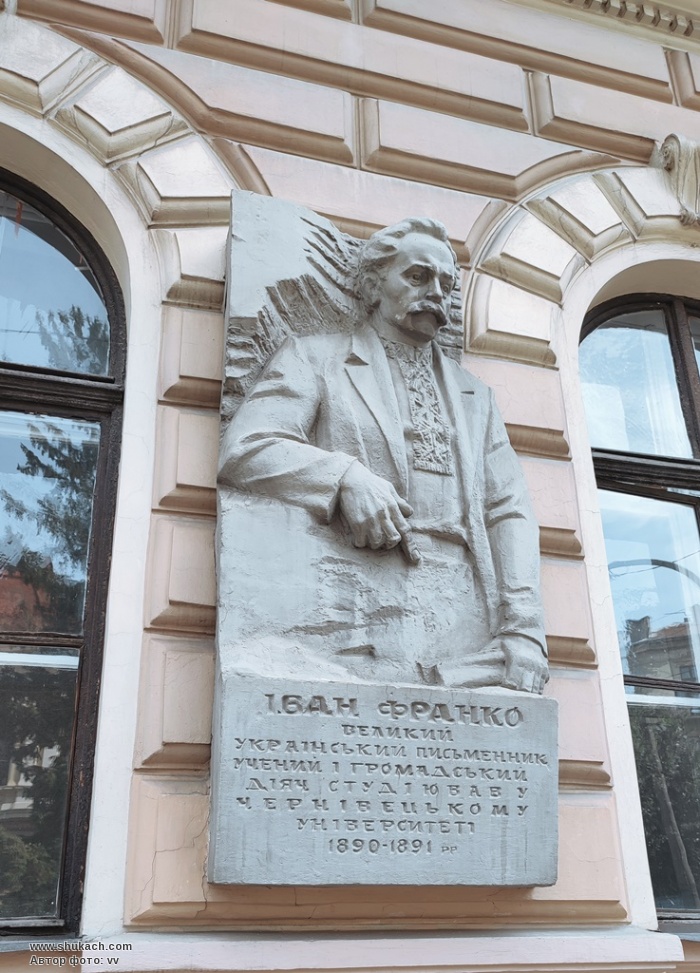 ІВАН ФРАНКО
ВЕЛИКИЙ
УКРАЇНСЬКИЙ ПИСЬМЕННИК
УЧЕНИЙ І ГРОМАДСЬКИЙ
ДІЯЧ СТУДІЮВАВ У
ЧЕРНІВЕЦЬКОМУ
УНІВЕРСИТЕТІ
1890-1891 РР
www.shukach.com
Автор фото: vv